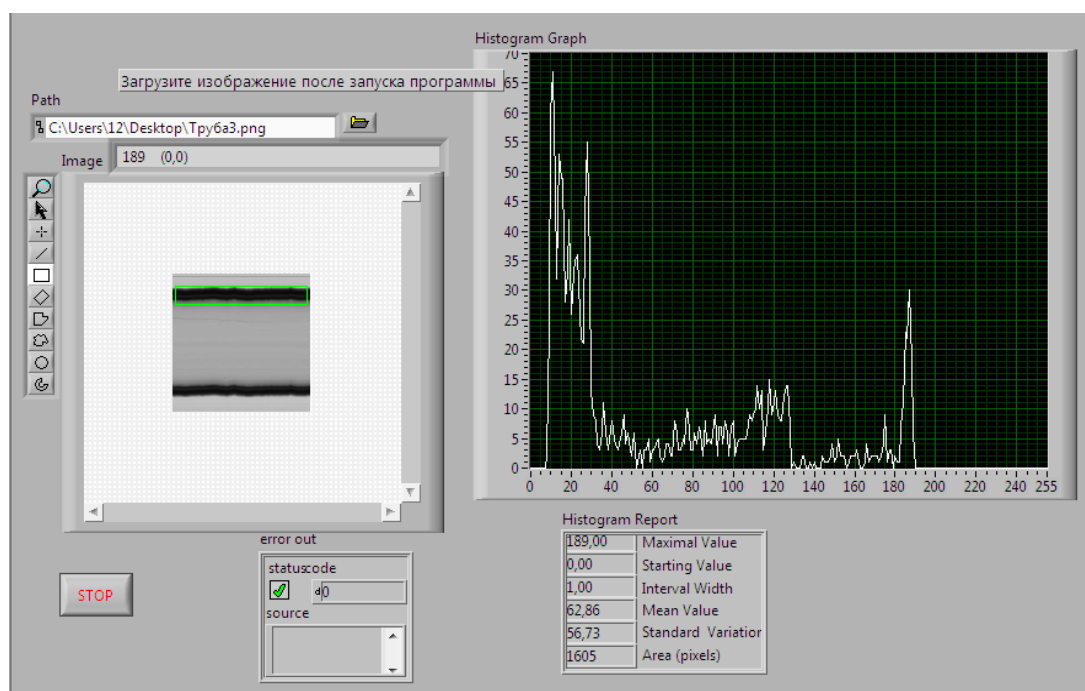 Histogram Graph
Загрузите изображение после запуска программы
Path
C:\Users\12\Desktop\Труба3.png
Image 189 (0,0)
70
65
60
55
50
45
40
35
30
25
20
15
10
5
0
0 20 40 60 80 100 120 140 160 180 200 220 240 255
error out
status code
d 0
source
STOP
Histogram Report
189,00 Maximal Value
0,00 Starting Value
1,00 Interval Width
62,86 Mean Value
56,73 Standard Variation
1605 Area (pixels)